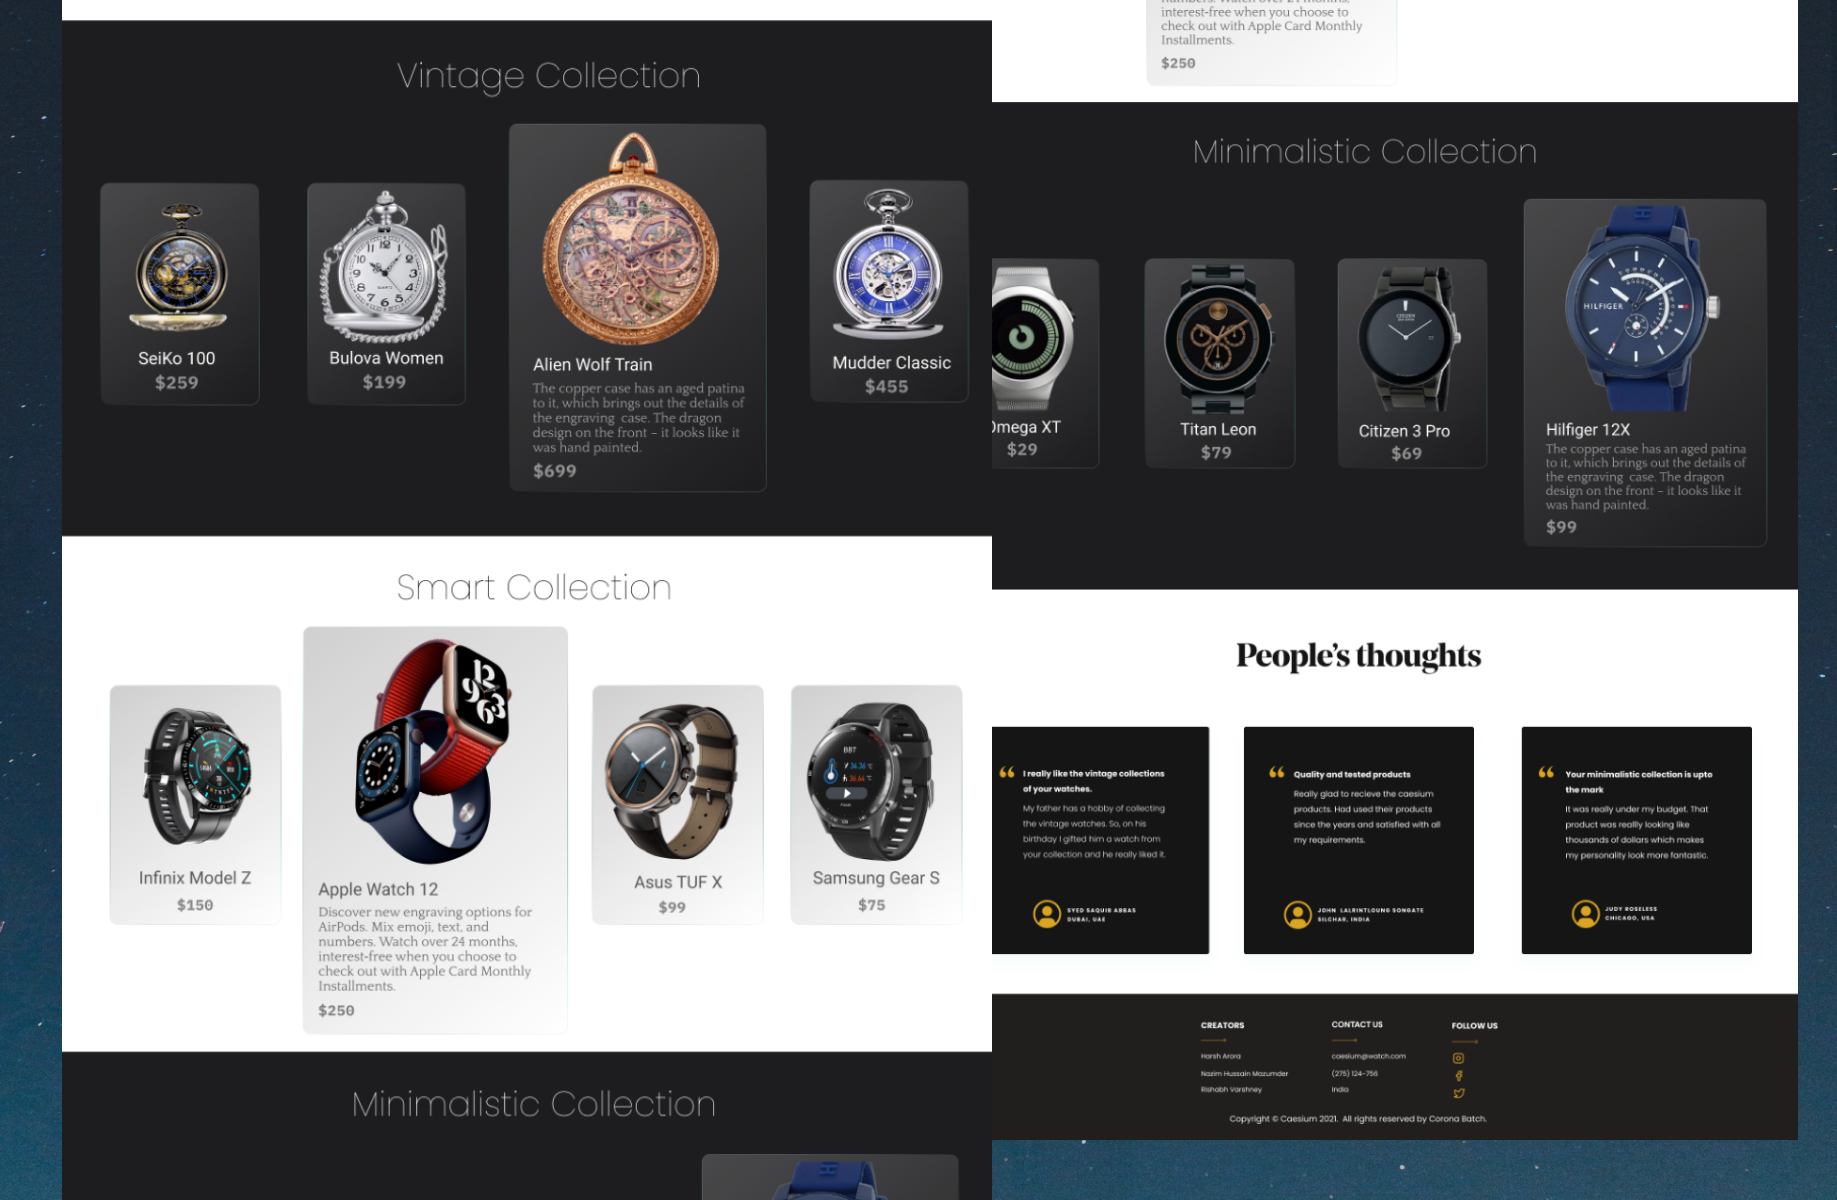 Vintage Collection
SeiKo 100
$259
Bulova Women
$199
Alien Wolf Train
The copper case has an aged patina
to it, which brings out the details of
the engraving case. The dragon
design on the front – it looks like it
was hand painted.
$699
Mudder Classic
$455
Smart Collection
Infinix Model Z
$150
Apple Watch 12
Discover new engraving options for
AirPods. Mix emoji, text, and
numbers. Watch over 24 months,
interest-free when you choose to
check out with Apple Card Monthly
Installments.
$250
Asus TUF X
$99
Samsung Gear S
$75
Minimalistic Collection
numbers. Watch over 24 months,
interest-free when you choose to
check out with Apple Card Monthly
Installments.
$250
Minimalistic Collection
Omega XT
$29
Titan Leon
$79
Citizen 3 Pro
$69
HILFIGER
Hilfiger 12X
The copper case has an aged patina
to it, which brings out the details of
the engraving case. The dragon
design on the front – it looks like it
was hand painted.
$99
People's thoughts
“ I really like the vintage collections
of your watches.
My father has a hobby of collecting
the vintage watches. So, on his
birthday I gifted him a watch from
your collection and he really liked it.
SYED SAQUIB ABBAS
DUBAI, UAE
“ Quality and tested products
Really glad to recieve the caesium
products. Had used their products
since the years and satisfied with all
my requirements.
JOHN LALRINTLOUNG SONGATE
SILCHAR, INDIA
“ Your minimalistic collection is upto
the mark
It was really under my budget. That
product was reallly looking like
thousands of dollars which makes
my personality look more fantastic.
JUDY ROSELESS
CHICAGO, USA
CREATORS
Harsh Arora
Nazim Hussain Mazumder
Rishabh Varshney
CONTACT US
caesium@watch.com
(275) 124-756
India
FOLLOW US
Copyright © Caesium 2021. All rights reserved by Corona Batch.